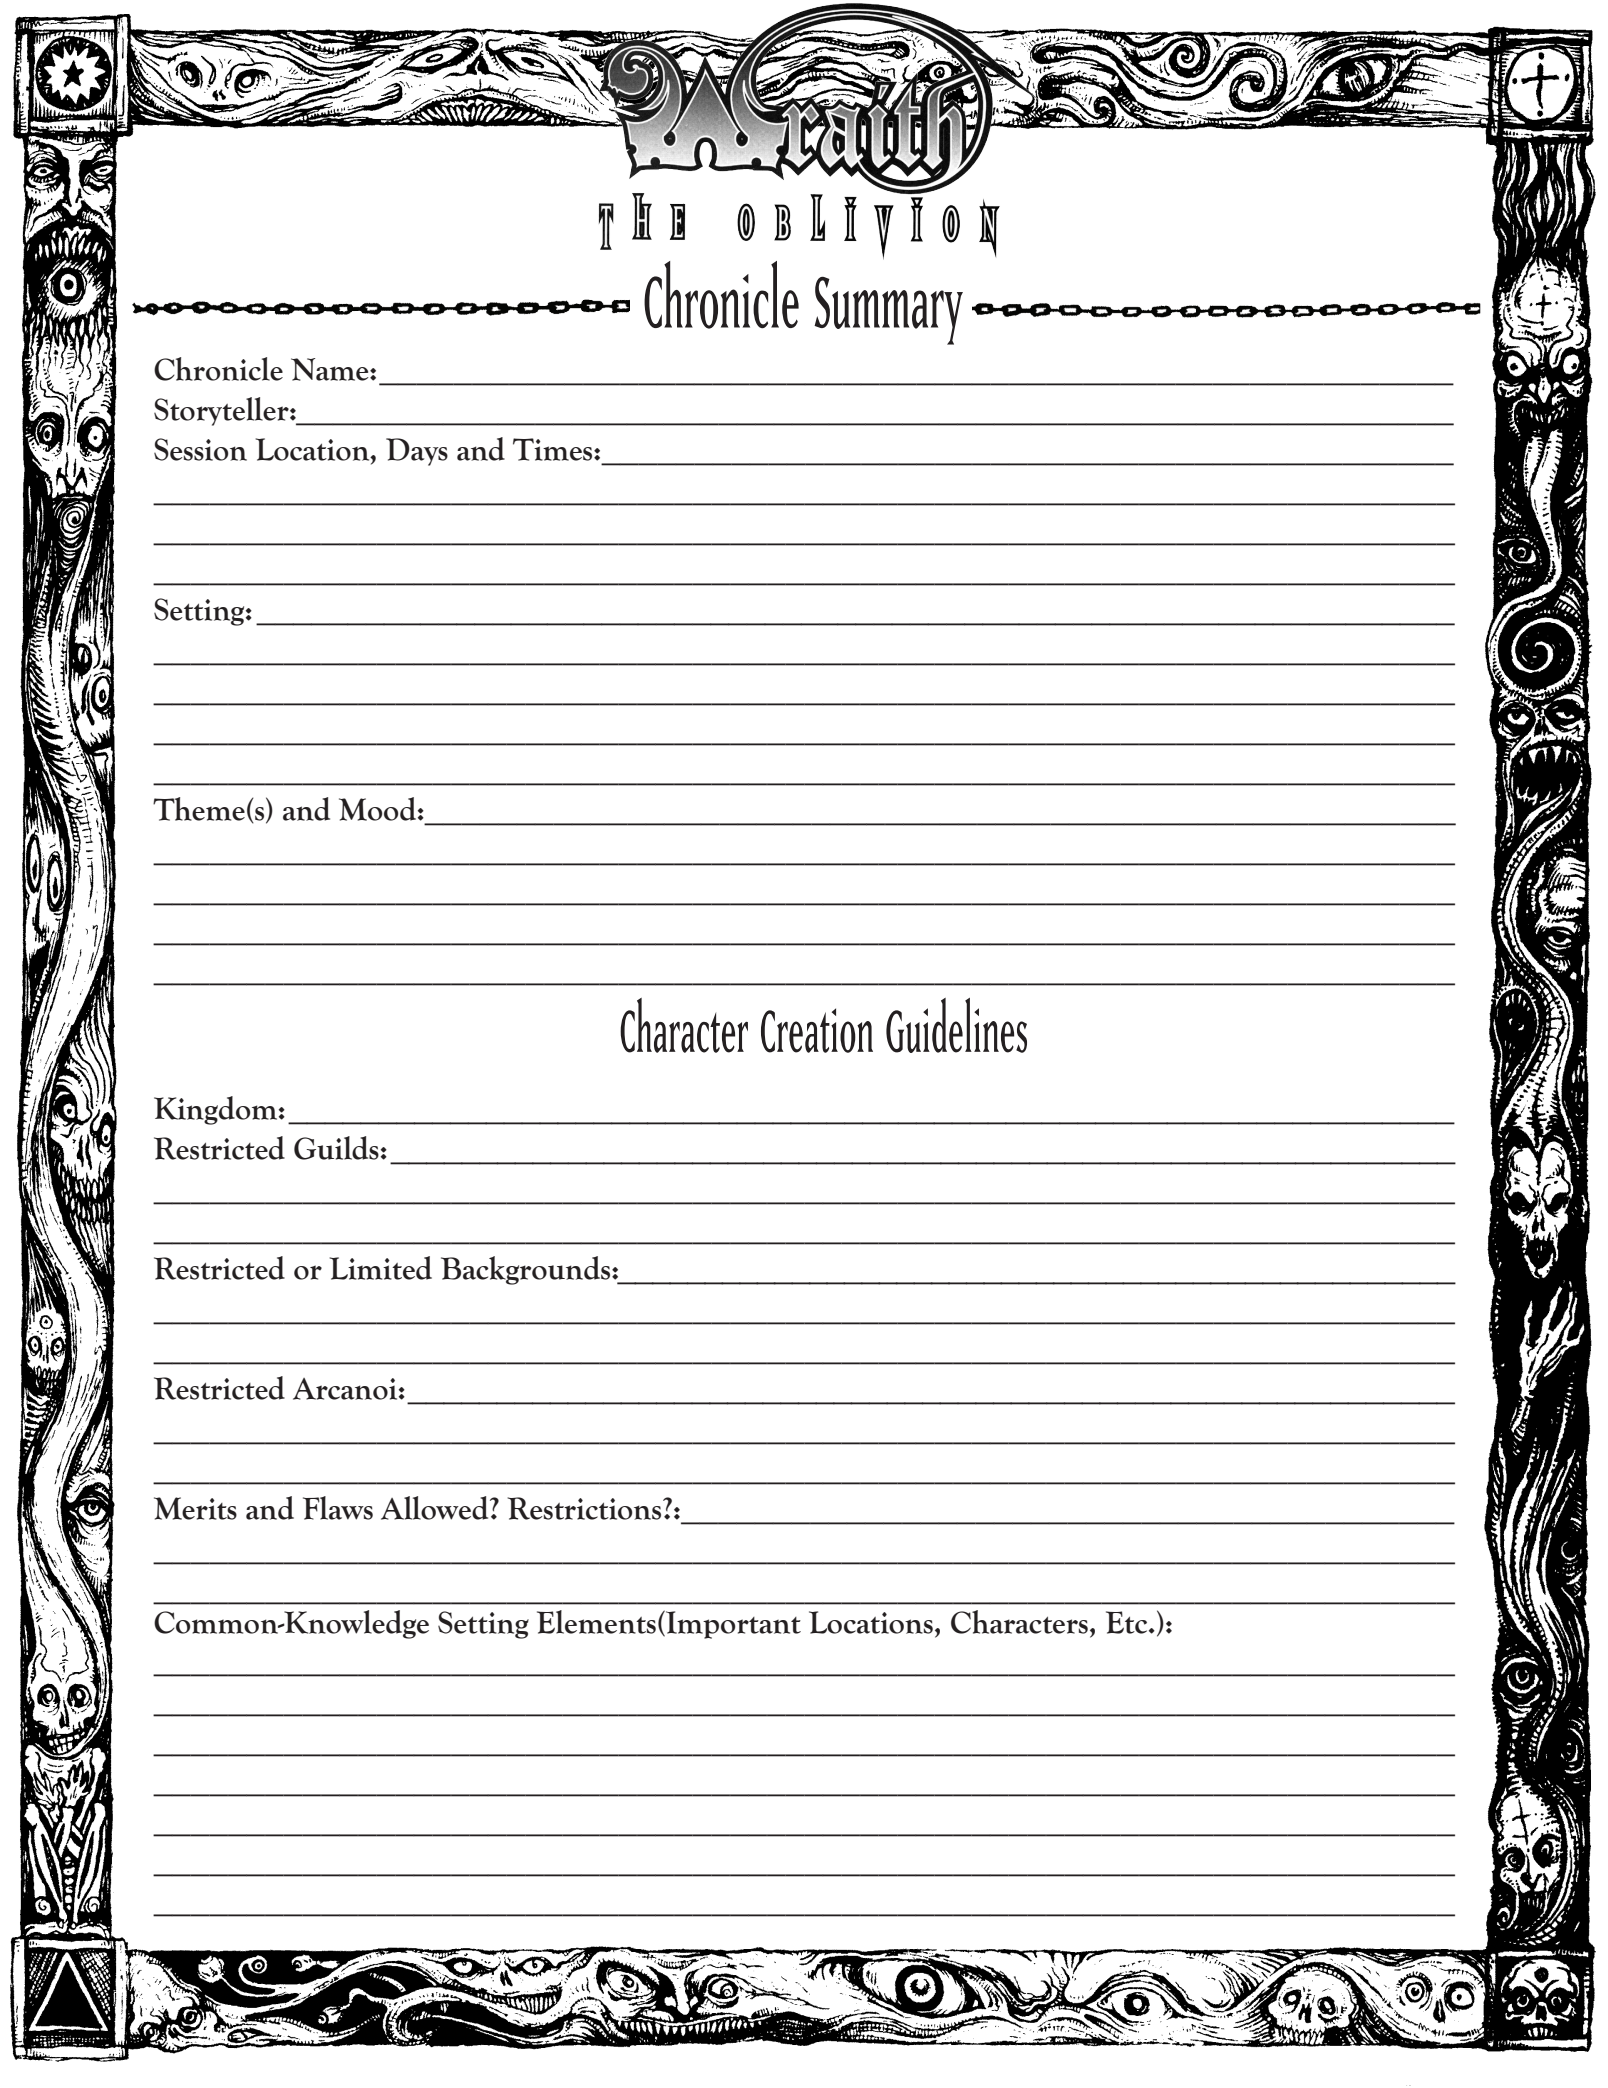 Wraith
THE OBLIVION
Chronicle Summary
Chronicle Name:
Storyteller:
Session Location, Days and Times:
Setting:
Theme(s) and Mood:
Character Creation Guidelines
Kingdom:
Restricted Guilds:
Restricted or Limited Backgrounds:
Restricted Arcanoi:
Merits and Flaws Allowed? Restrictions?:
Common-Knowledge Setting Elements(Important Locations, Characters, Etc.):